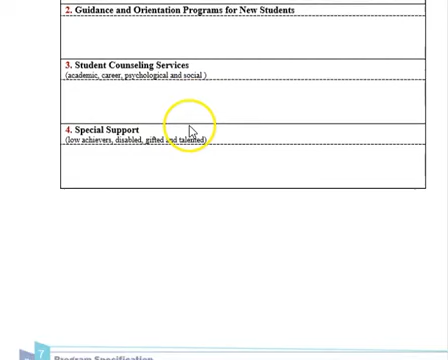 2. Guidance and Orientation Programs for New Students
3. Student Counseling Services
(academic, career, psychological and social )
4. Special Support
(low achievers, disabled, gifted and talented)
7
Program Specification